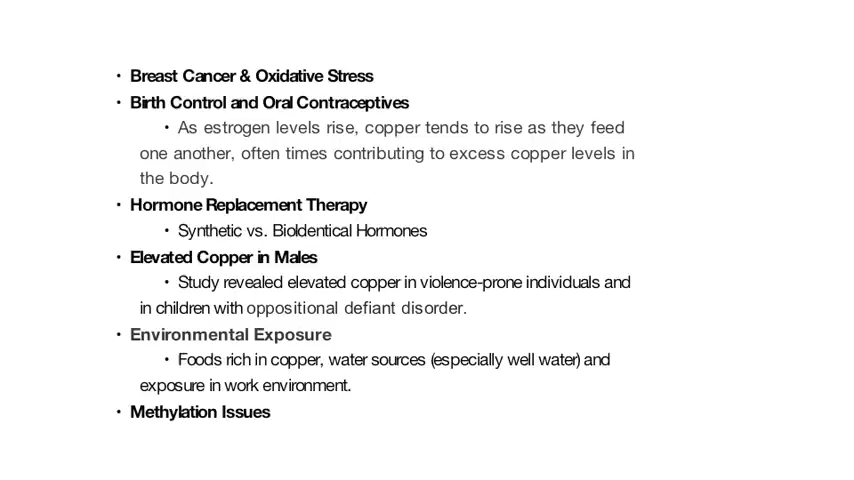 • Breast Cancer & Oxidative Stress
• Birth Control and Oral Contraceptives
• As estrogen levels rise, copper tends to rise as they feed
one another, often times contributing to excess copper levels in
the body.
• Hormone Replacement Therapy
• Synthetic vs. BioIdentical Hormones
• Elevated Copper in Males
• Study revealed elevated copper in violence-prone individuals and
in children with oppositional defiant disorder.
• Environmental Exposure
• Foods rich in copper, water sources (especially well water) and
exposure in work environment.
• Methylation Issues